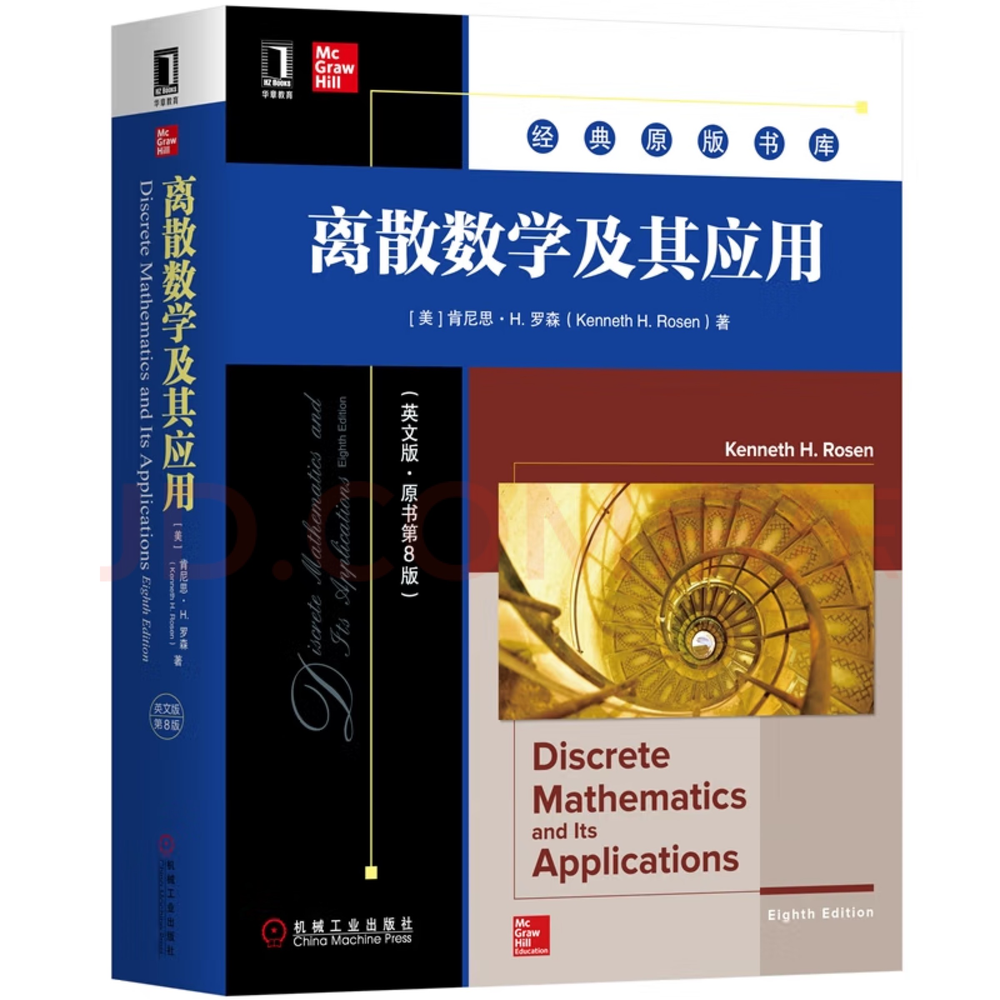 HZ Books
华章教育
Mc
Graw
Hill
离散数学及其应用
Discrete Mathematics and Its Applications Eighth Edition
[美] 肯尼思·H. 罗森 著
(Kenneth H. Rosen)
英文版
第8版
机械工业出版社
China Machine Press
HZ Books
华章教育
Mc
Graw
Hill
经典原版书库
离散数学及其应用
[美]肯尼思·H. 罗森(Kenneth H. Rosen)著
(英文版·原书第8版)
Discrete Mathematics and
Its Applications Eighth Edition
Kenneth H. Rosen
Discrete
Mathematics
and Its
Applications
Eighth Edition
Mc
Graw
Hill
Education
机械工业出版社
China Machine Press
JD.COM